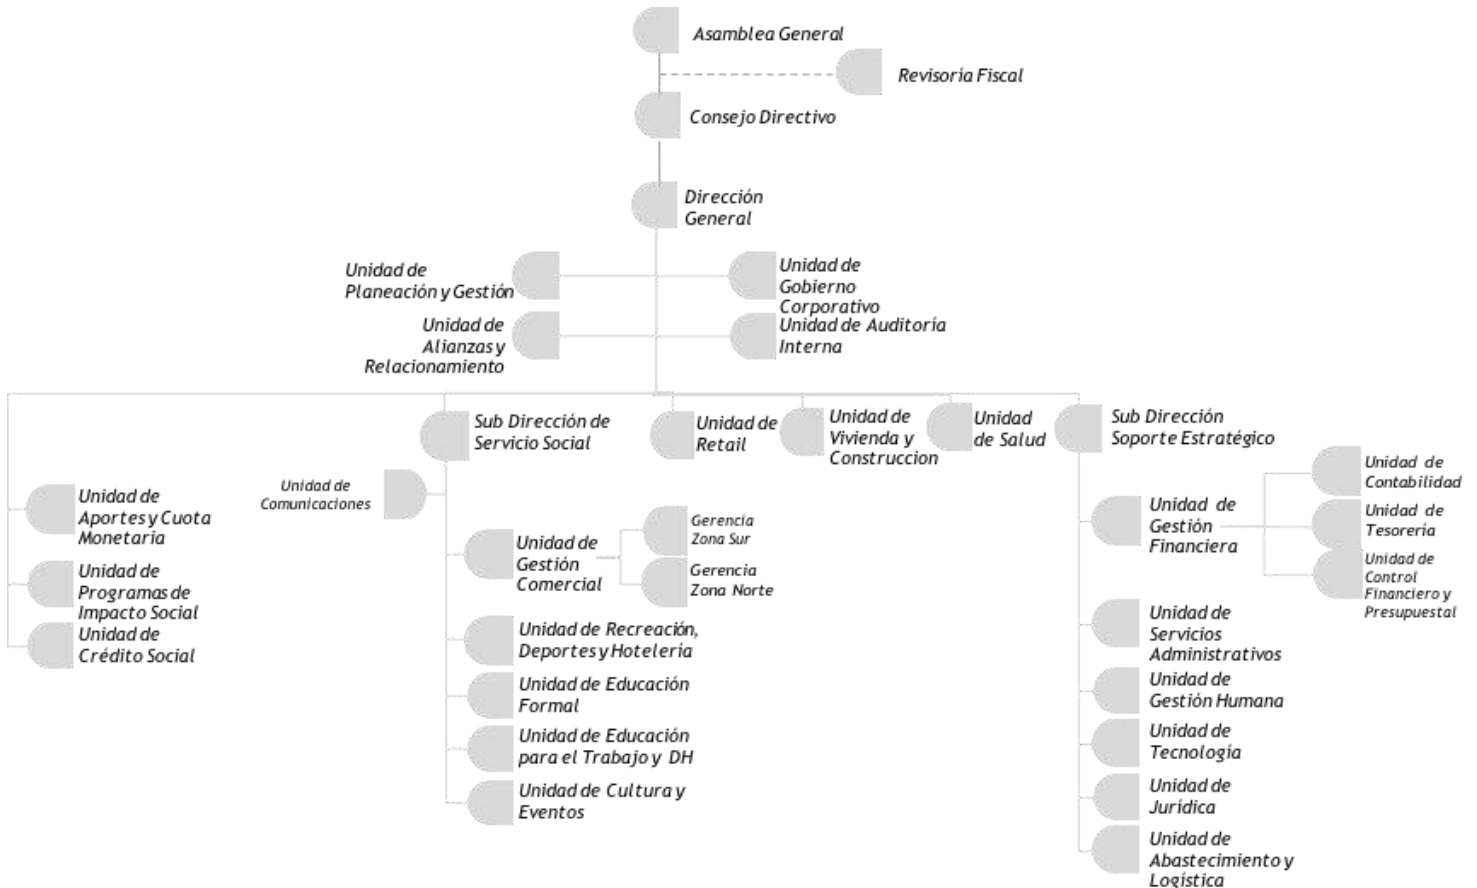 Asamblea General
Revisoría Fiscal
Consejo Directivo
Dirección
General
Unidad de
Planeación y Gestión
Unidad de
Gobierno
Corporativo
Unidad de
Alianzas y
Relacionamiento
Unidad de Auditoría
Interna
Sub Dirección de
Servicio Social
Unidad de
Retail
Unidad de
Vivienda y
Construccion
Unidad
de Salud
Sub Dirección
Soporte Estratégico
Unidad de
Aportes y Cuota
Monetaria
Unidad de
Programas de
Impacto Social
Unidad de
Crédito Social
Unidad de
Comunicaciones
Unidad de
Gestión
Comercial
Gerencia
Zona Sur
Gerencia
Zona Norte
Unidad de Recreación,
Deportes y Hotelería
Unidad de Educación
Formal
Unidad de Educación
para el Trabajo y DH
Unidad de Cultura y
Eventos
Unidad de
Gestión
Financiera
Unidad de
Contabilidad
Unidad de
Tesorería
Unidad de
Control
Financiero y
Presupuestal
Unidad de
Servicios
Administrativos
Unidad de
Gestión Humana
Unidad de
Tecnología
Unidad de
Jurídica
Unidad de
Abastecimiento y
Logística